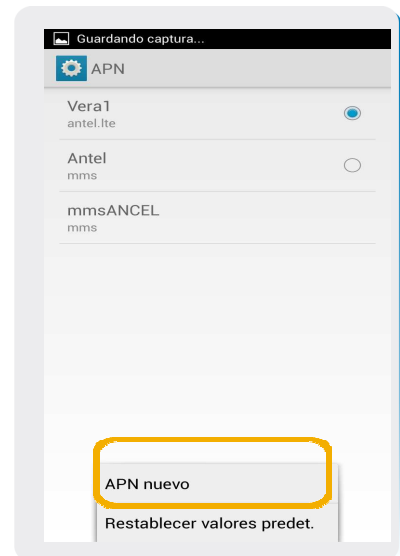 Guardando captura...
APN
Vera1
antel.lte
Antel
mms
mmsANCEL
mms
APN nuevo
Restablecer valores predet.